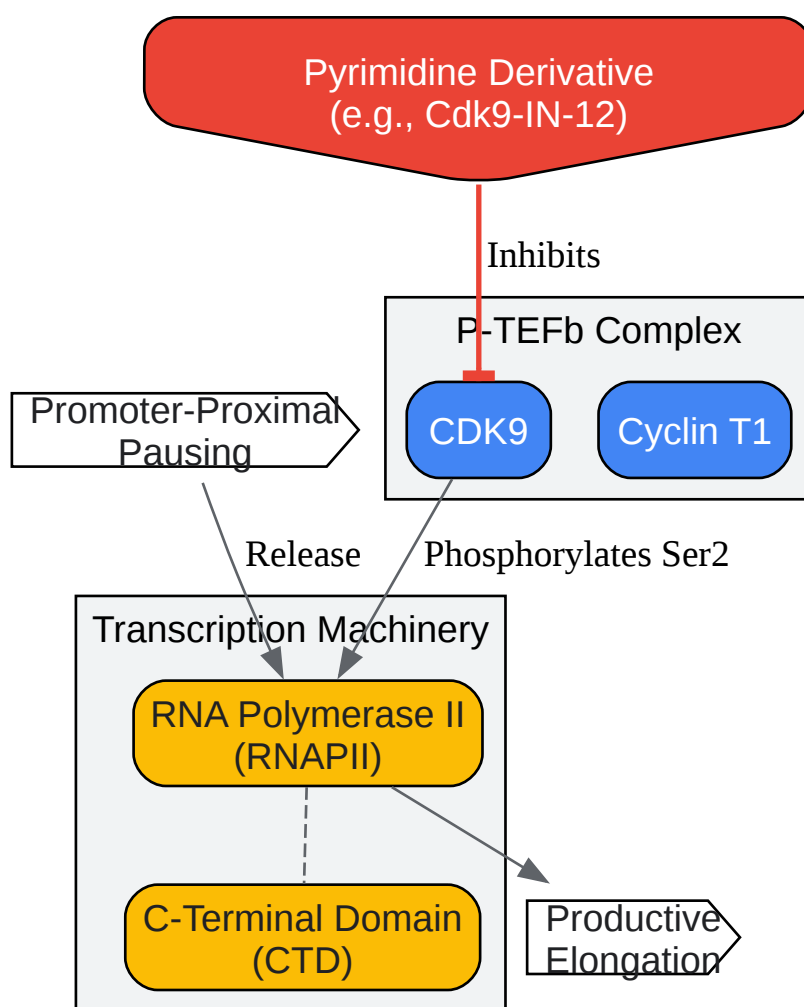 Pyrimidine Derivative
(e.g., Cdk9-IN-12)
Inhibits
P-TEFb Complex
CDK9
Cyclin T1
Promoter-Proximal
Pausing
Release
Phosphorylates Ser2
Transcription Machinery
RNA Polymerase II
(RNAPII)
C-Terminal Domain
(CTD)
Productive
Elongation